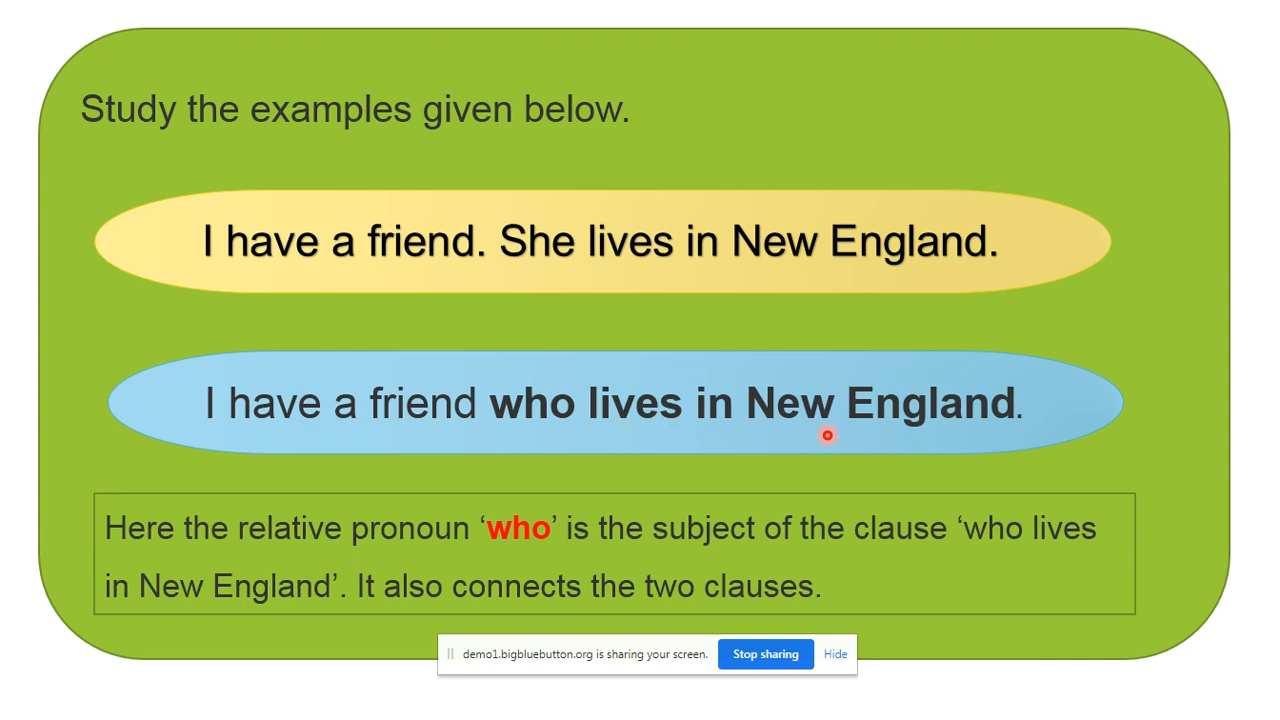 Study the examples given below.
I have a friend. She lives in New England.
I have a friend who lives in New England.
Here the relative pronoun ‘who’ is the subject of the clause ‘who lives
in New England’. It also connects the two clauses.
demo1.bigbluebutton.org is sharing your screen. Stop sharing Hide